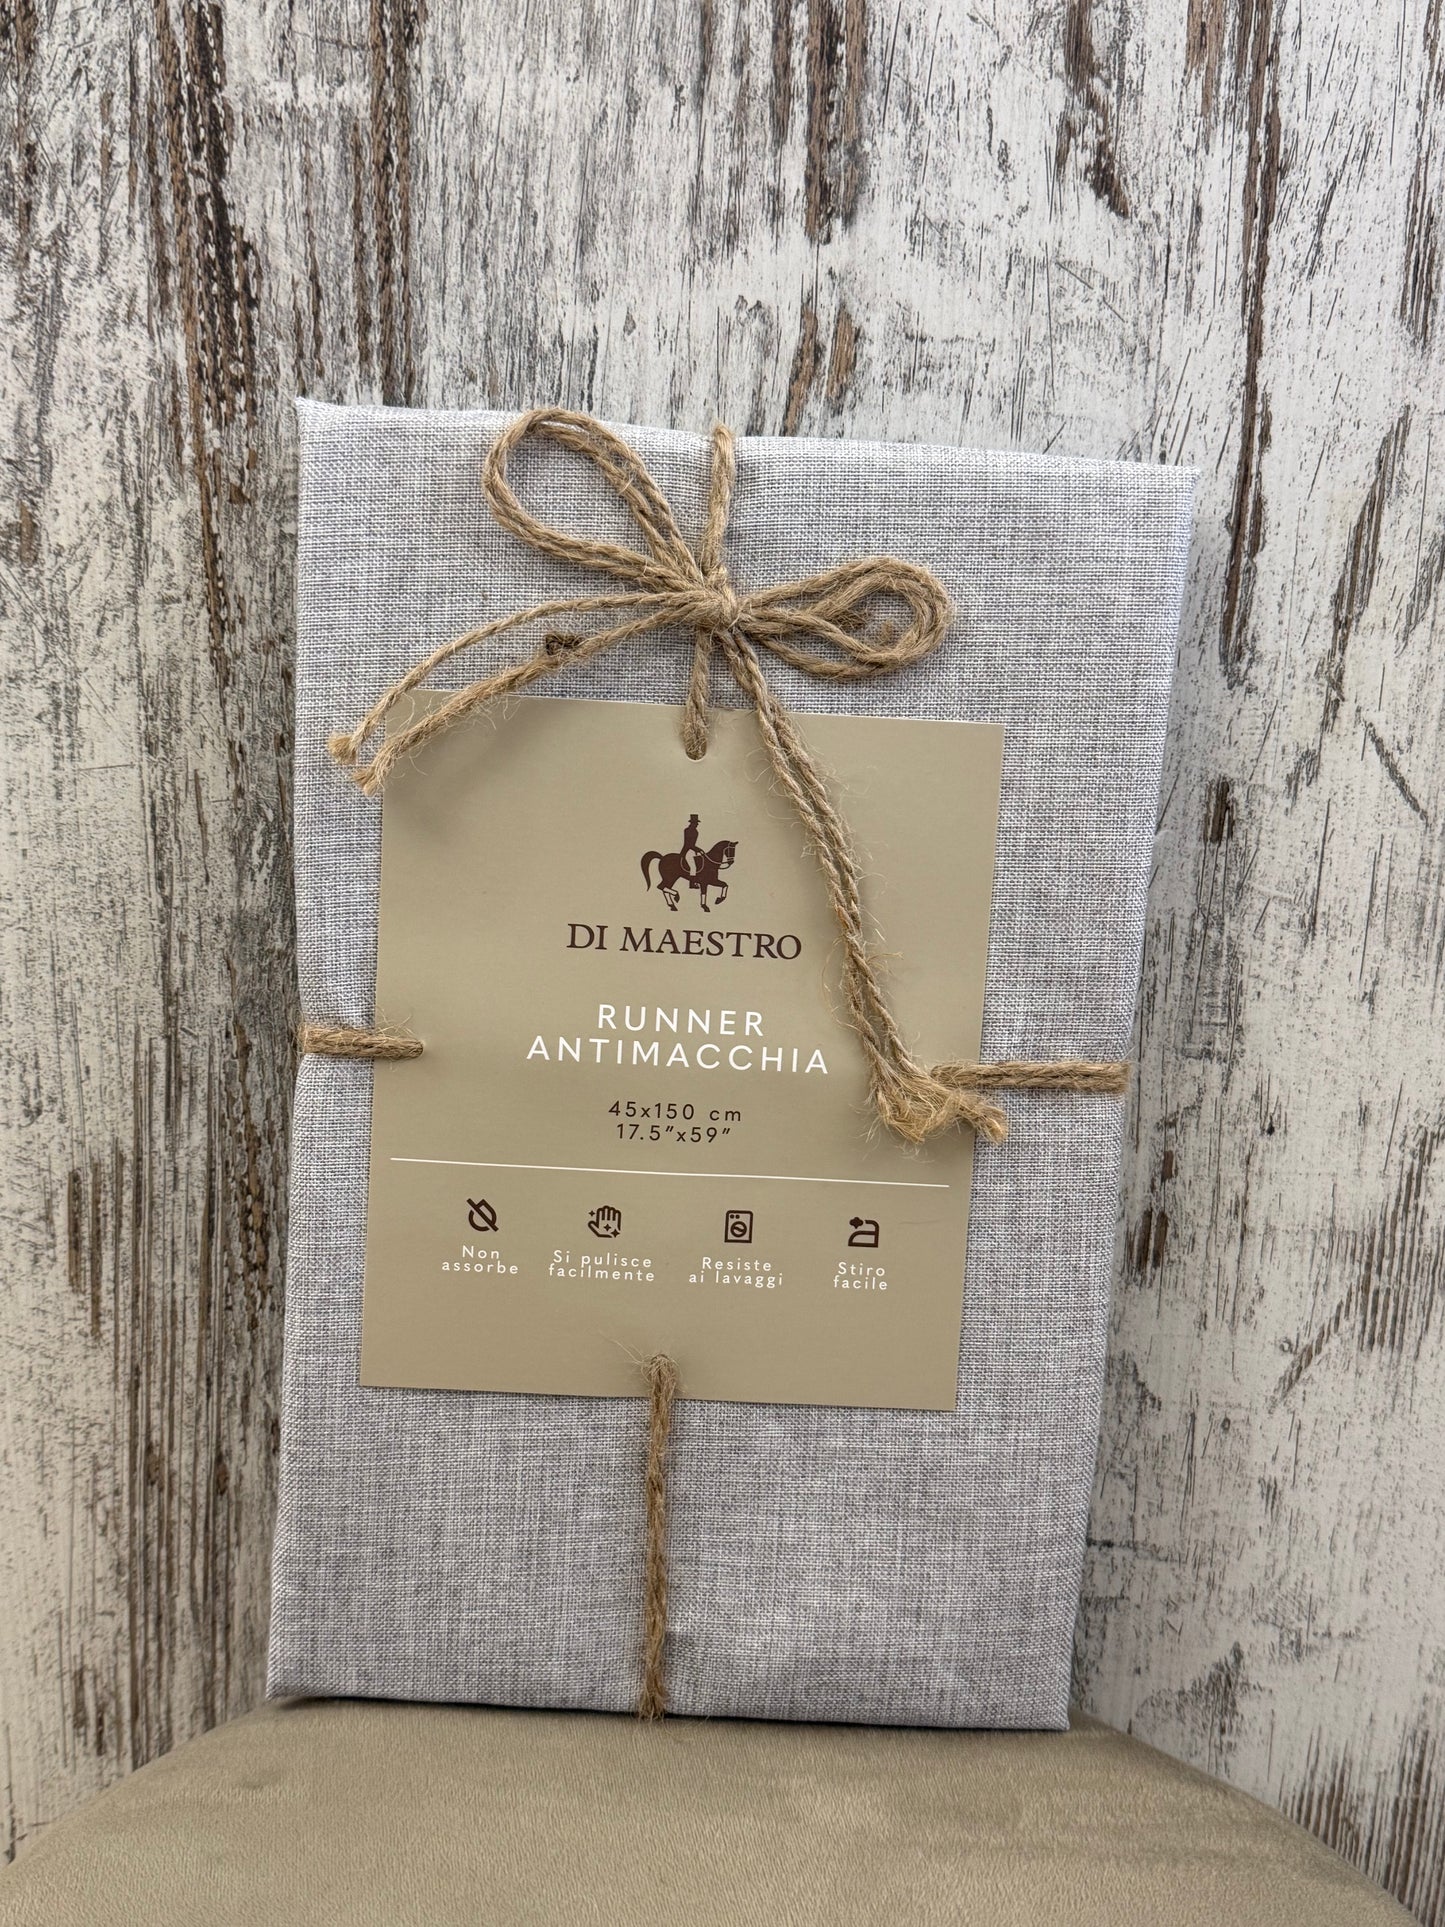 DI MAESTRO
RUNNER
ANTIMACCHIA
45x150 cm
17.5”x59”
Non
assorbe
Si pulisce
facilmente
Resiste
ai lavaggi
Stiro
facile